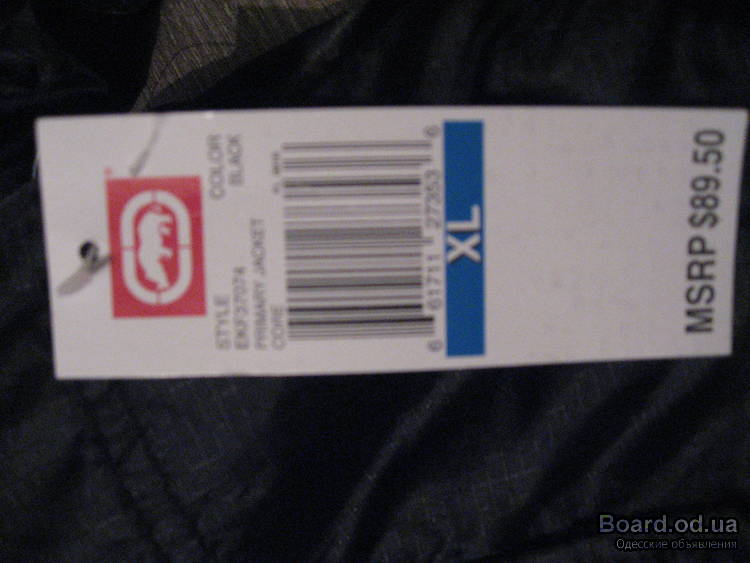 STYLE
EKF37074
PRIMARY JACKET
CORE
COLOR
BLACK
6 61711 27353 6
XL
MSRP $89.50
Board.od.ua
Одесские объявления